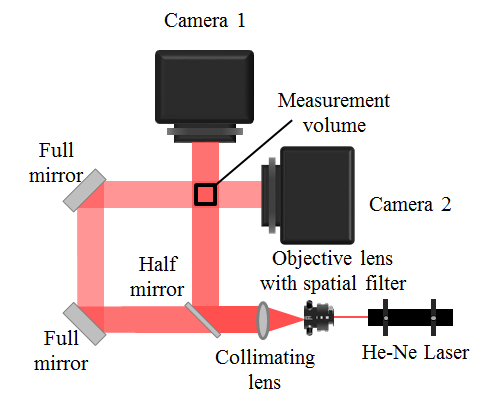 Camera 1
Measurement
volume
Full
mirror
Camera 2
Half
mirror
Objective lens
with spatial filter
Full
mirror
Collimating
lens
He-Ne Laser